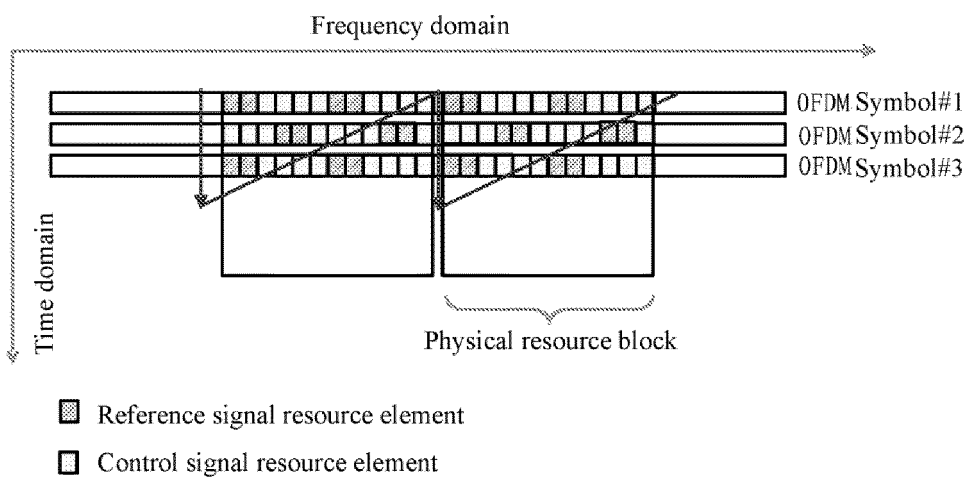 Frequency domain
OFDM Symbol#1
OFDM Symbol#2
OFDM Symbol#3
Time domain
Physical resource block
Reference signal resource element
Control signal resource element